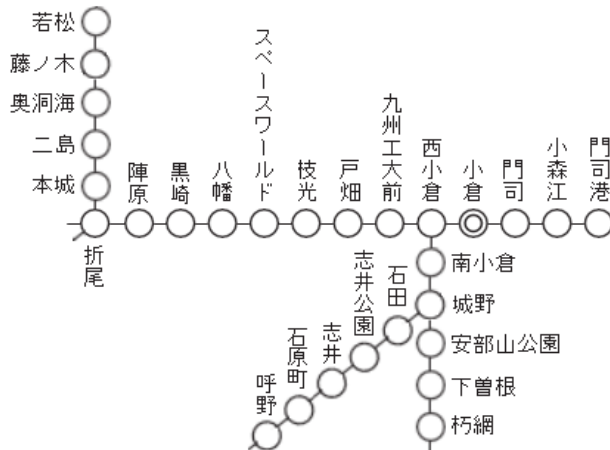 若松
藤ノ木
奥洞海
二島
本城
折尾
陣原
黒崎
八幡
スペースワールド
枝光
戸畑
九州工大前
西小倉
小倉
門司
小森江
門司港
南小倉
城野
安部山公園
下曽根
朽網
石田
志井公園
志井
石原町
呼野